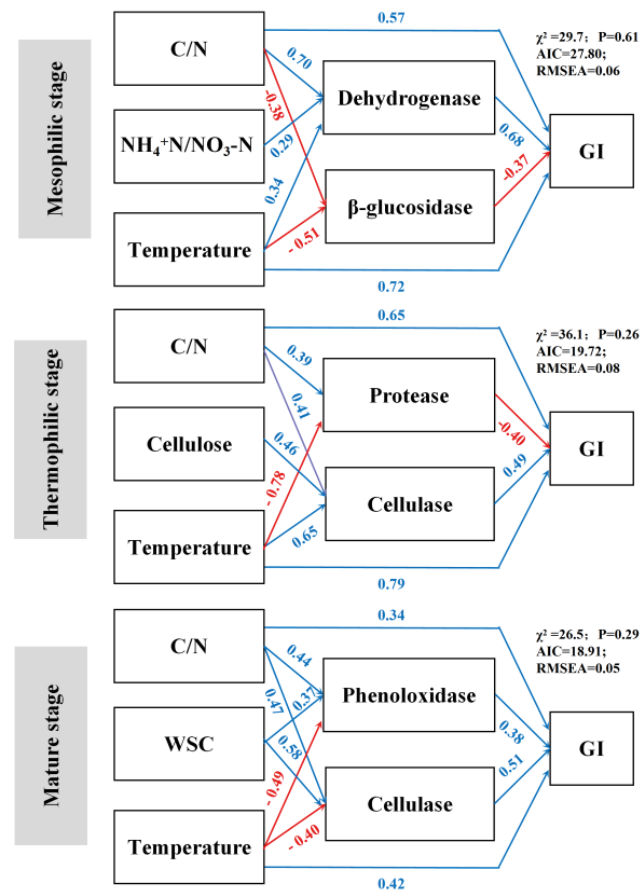 0.57
χ² =29.7; P=0.61
AIC=27.80;
RMSEA=0.06
Mesophilic stage
C/N
0.70
-0.38
Dehydrogenase
NH₄⁺N/NO₃-N
0.29
0.68
GI
0.34
-0.37
β-glucosidase
Temperature
- 0.51
0.72
0.65
χ² =36.1; P=0.26
AIC=19.72;
RMSEA=0.08
Thermophilic stage
C/N
0.39
Protease
0.41
-0.40
Cellulose
0.46
GI
- 0.78
0.49
Cellulase
Temperature
0.65
0.79
0.34
χ² =26.5; P=0.29
AIC=18.91;
RMSEA=0.05
Mature stage
C/N
0.44
Phenoloxidase
0.47
0.37
0.38
WSC
0.58
GI
0.51
- 0.49
Cellulase
Temperature
- 0.40
0.42